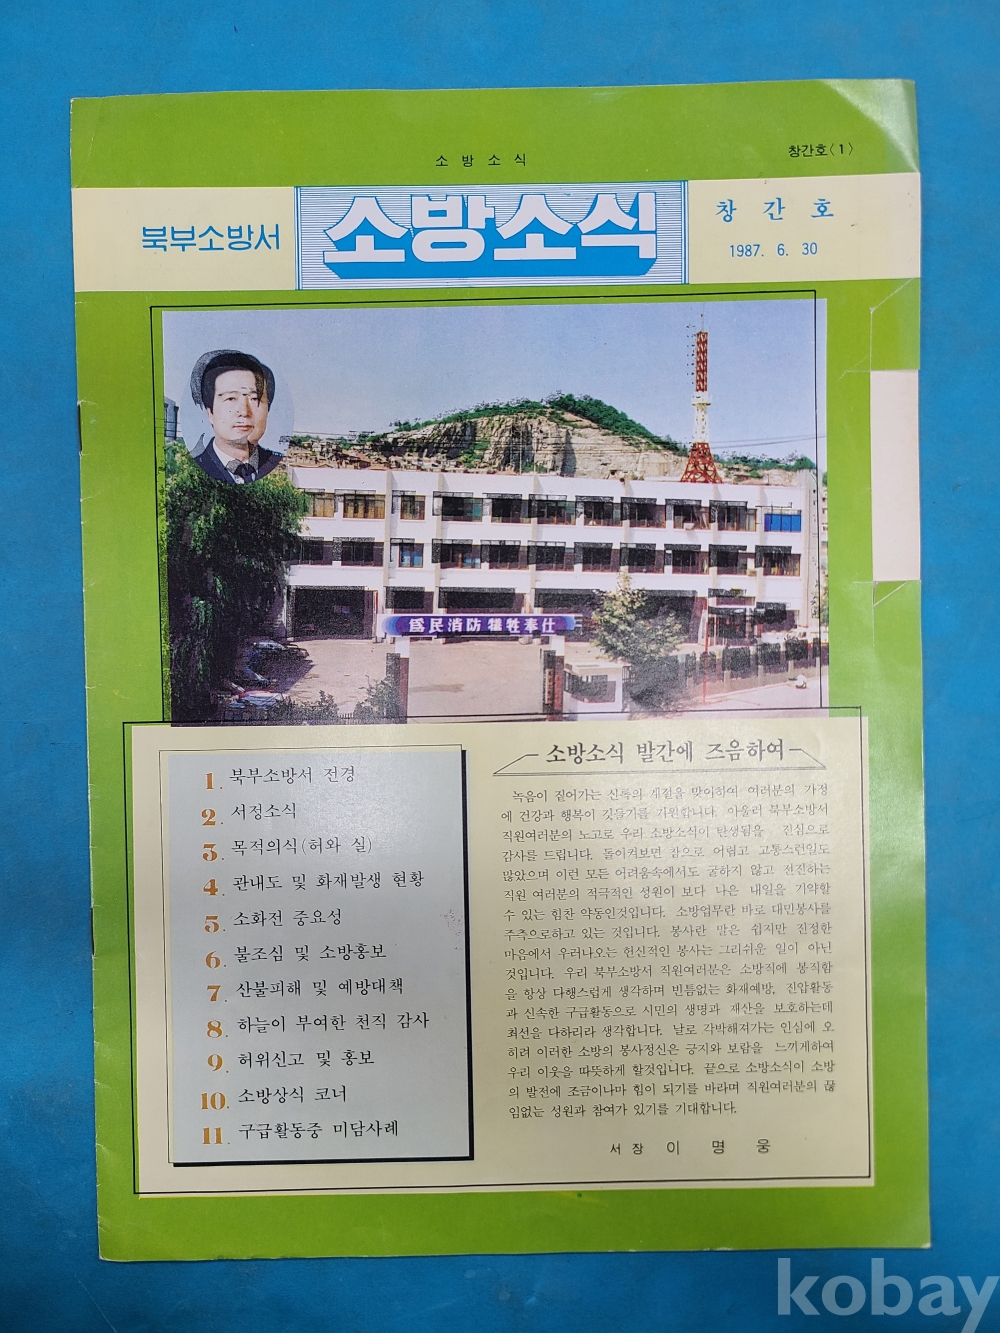 소 방 소 식
창간호〈1〉
북부소방서
소방소식
창 간 호
1987. 6. 30
爲民消防 犠牲奉仕
1. 북부소방서 전경
2. 서정소식
3. 목적의식(허와 실)
4. 관내도 및 화재발생 현황
5. 소화전 중요성
6. 불조심 및 소방홍보
7. 산불피해 및 예방대책
8. 하늘이 부여한 천직 감사
9. 허위신고 및 홍보
10. 소방상식 코너
11. 구급활동중 미담사례
소방소식 발간에 즈음하여
녹음이 짙어가는 신록의 계절을 맞이하여 여러분의 가정
에 건강과 행복이 깃들기를 기원합니다. 아울러 북부소방서
직원여러분의 노고로 우리 소방소식이 탄생됨을 진심으로
감사를 드립니다. 돌이켜보면 참으로 어렵고 고통스런일도
많았으며 이런 모든 어려움속에서도 굴하지 않고 전진하는
직원 여러분의 적극적인 성원이 보다 나은 내일을 기약할
수 있는 힘찬 약동인것입니다. 소방업무란 바로 대민봉사를
주축으로하고 있는 것입니다. 봉사란 말은 쉽지만 진정한
마음에서 우러나오는 헌신적인 봉사는 그리쉬운 일이 아닌
것입니다. 우리 북부소방서 직원여러분은 소방직에 봉직함
을 항상 다행스럽게 생각하며 빈틈없는 화재예방, 진압활동
과 신속한 구급활동으로 시민의 생명과 재산을 보호하는데
최선을 다하리라 생각합니다. 날로 각박해져가는 인심에 오
히려 이러한 소방의 봉사정신은 긍지와 보람을 느끼게하여
우리 이웃을 따뜻하게 할것입니다. 끝으로 소방소식이 소방
의 발전에 조금이나마 힘이 되기를 바라며 직원여러분의 끊
임없는 성원과 참여가 있기를 기대합니다.
서 장 이 명 웅
kobay